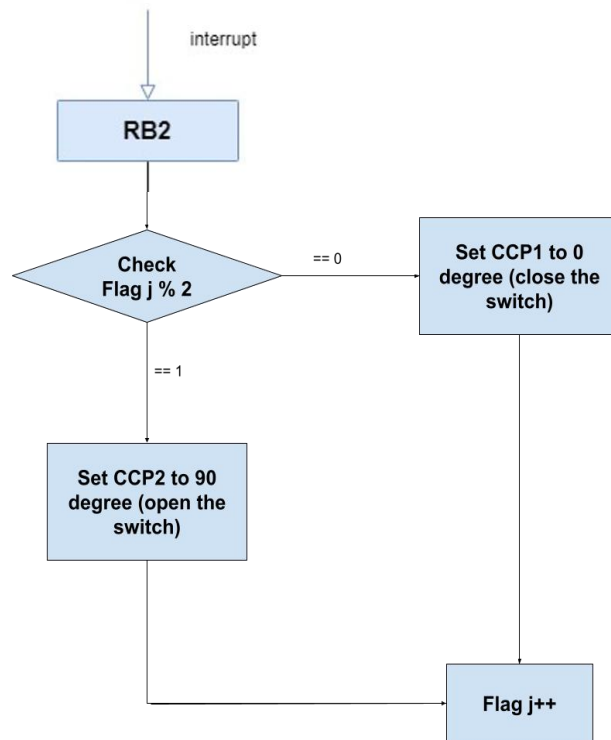 interrupt
RB2
Check
Flag j % 2
== 0
Set CCP1 to 0
degree (close the
switch)
== 1
Set CCP2 to 90
degree (open the
switch)
Flag j++